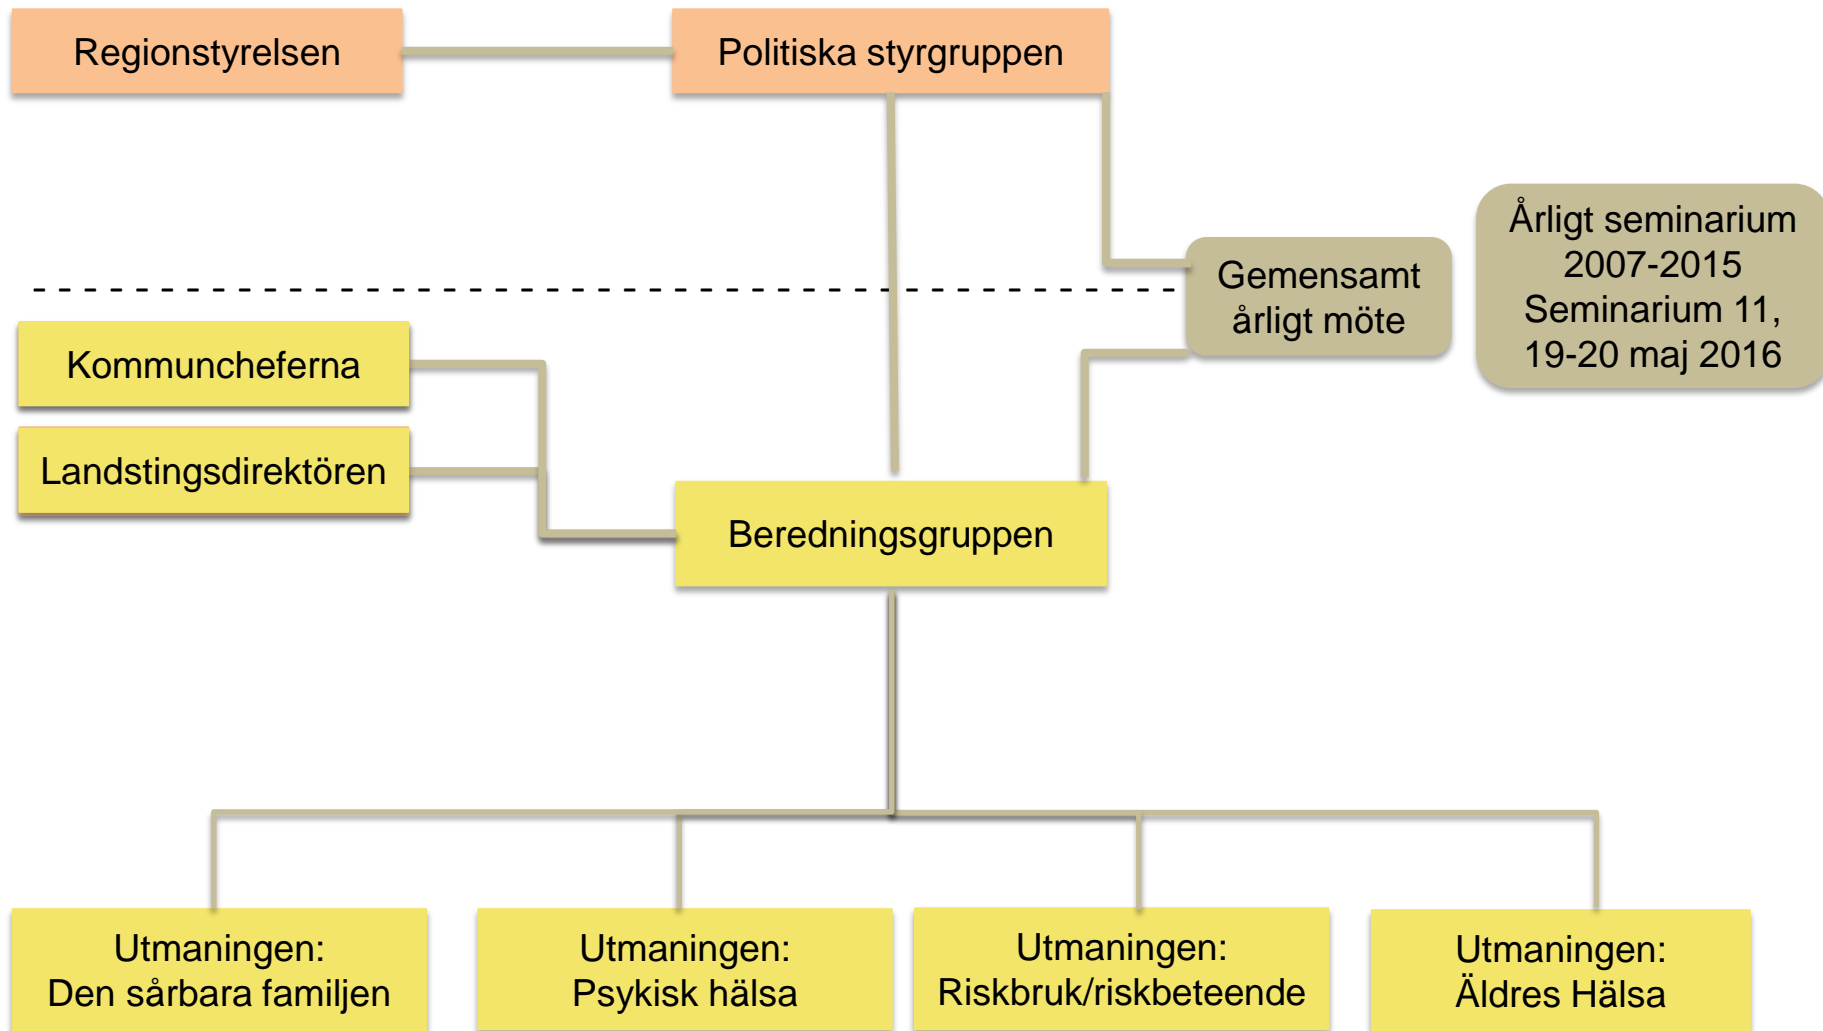 Regionstyrelsen
Politiska styrgruppen
Årligt seminarium
2007-2015
Seminarium 11,
19-20 maj 2016
Gemensamt
årligt möte
Kommuncheferna
Landstingsdirektören
Beredningsgruppen
Utmaningen:
Den sårbara familjen
Utmaningen:
Psykisk hälsa
Utmaningen:
Riskbruk/riskbeteende
Utmaningen:
Äldres Hälsa